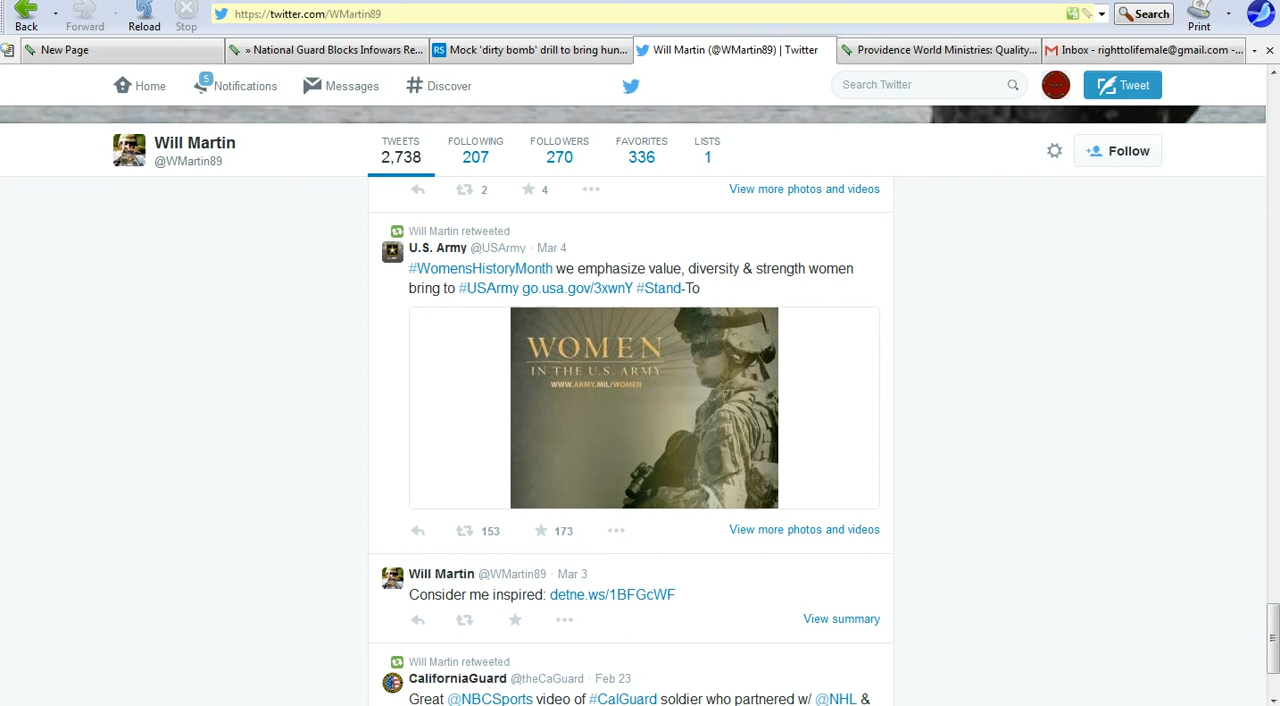 Back
Forward
Reload
Stop
https://twitter.com/WMartin89
Search
Print
New Page
» National Guard Blocks Infowars Re...
RS Mock 'dirty bomb' drill to bring hun...
Will Martin (@WMartin89) | Twitter
Providence World Ministries: Quality,...
Inbox - righttolifemale@gmail.com -...
Home
5
Notifications
Messages
# Discover
Search Twitter
Tweet
Will Martin
@WMartin89
TWEETS
2,738
FOLLOWING
207
FOLLOWERS
270
FAVORITES
336
LISTS
1
Follow
2
4
View more photos and videos
Will Martin retweeted
U.S. Army @USArmy · Mar 4
#WomensHistoryMonth we emphasize value, diversity & strength women
bring to #USArmy go.usa.gov/3xwnY #Stand-To
WOMEN
IN THE U.S. ARMY
WWW.ARMY.MIL/WOMEN
153
173
View more photos and videos
Will Martin @WMartin89 · Mar 3
Consider me inspired: detne.ws/1BFGcWF
View summary
Will Martin retweeted
CaliforniaGuard @theCaGuard · Feb 23
Great @NBCSports video of #CalGuard soldier who partnered w/ @NHL &